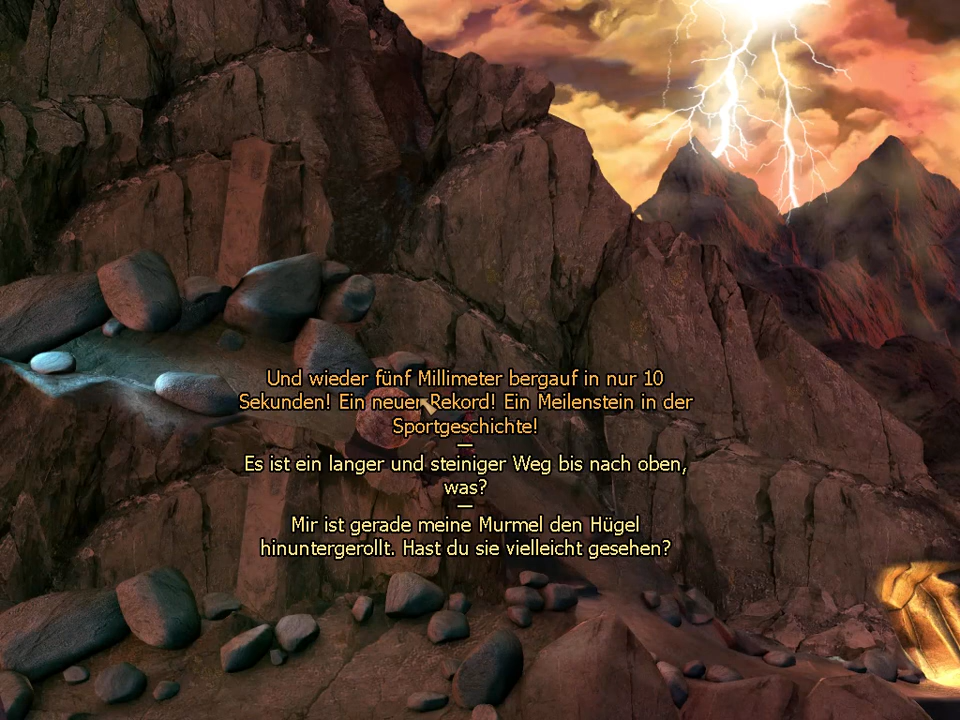 Und wieder fünf Millimeter bergauf in nur 10
Sekunden! Ein neuer Rekord! Ein Meilenstein in der
Sportgeschichte!
—
Es ist ein langer und steiniger Weg bis nach oben,
was?
—
Mir ist gerade meine Murmel den Hügel
hinuntergerollt. Hast du sie vielleicht gesehen?